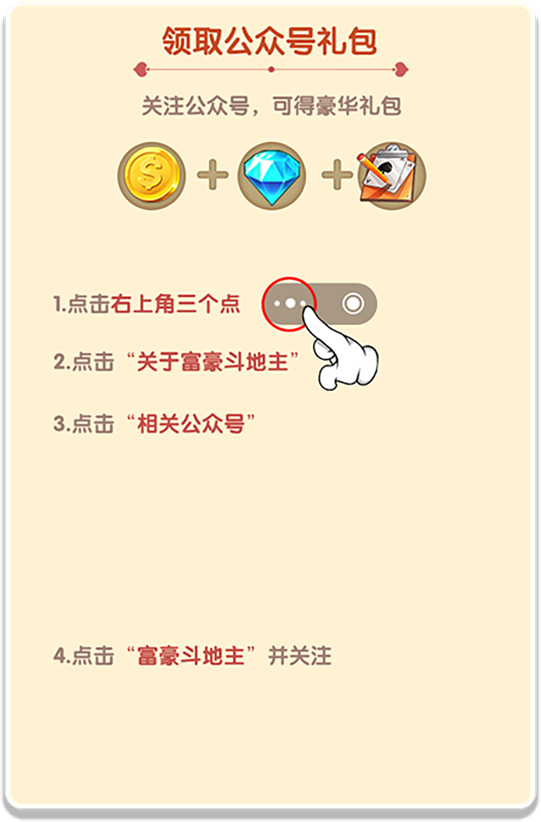 领取公众号礼包
关注公众号，可得豪华礼包
1.点击右上角三个点
2.点击“关于富豪斗地主”
3.点击“相关公众号”
4.点击“富豪斗地主”并关注